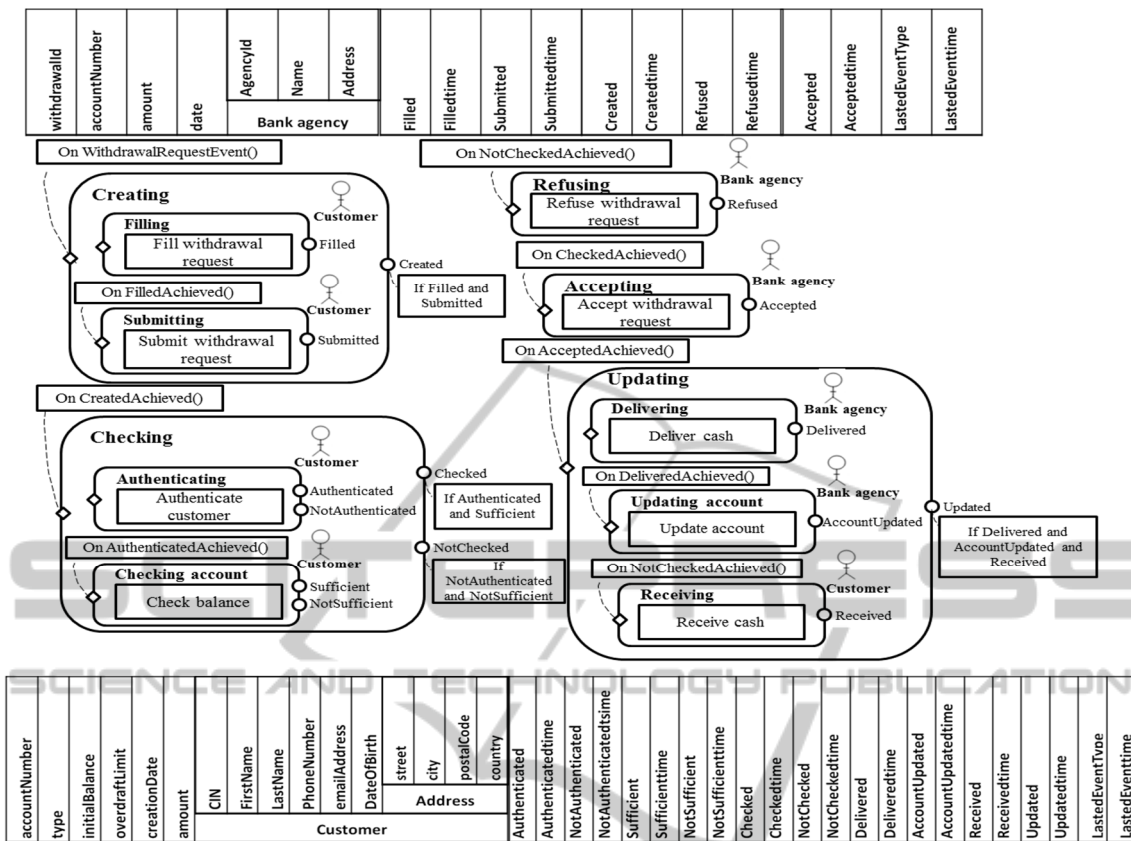 withdrawalId
accountNumber
amount
date
AgencyId
Name
Address
Bank agency
Filled
Filledtime
Submitted
Submittedtime
Created
Createdtime
Refused
Refusedtime
Accepted
Acceptedtime
LastedEventType
LastedEventtime
On WithdrawalRequestEvent()
Creating
Customer
Filling
Fill withdrawal
request
Filled
On FilledAchieved()
Customer
Submitting
Submit withdrawal
request
Submitted
Created
If Filled and
Submitted
On CreatedAchieved()
Checking
Customer
Authenticating
Authenticate
customer
Authenticated
NotAuthenticated
On AuthenticatedAchieved()
Customer
Checking account
Check balance
Sufficient
NotSufficient
Checked
If Authenticated
and Sufficient
NotChecked
If
NotAuthenticated
and NotSufficient
On NotCheckedAchieved()
Bank agency
Refusing
Refuse withdrawal
request
Refused
On CheckedAchieved()
Bank agency
Accepting
Accept withdrawal
request
Accepted
On AcceptedAchieved()
Updating
Bank agency
Delivering
Deliver cash
Delivered
On DeliveredAchieved()
Bank agency
Updating account
Update account
AccountUpdated
On NotCheckedAchieved()
Customer
Receiving
Receive cash
Received
Updated
If Delivered and
AccountUpdated and
Received
SCITEPRESS
SCIENCE AND TECHNOLOGY PUBLICATIONS
accountNumber
type
initialBalance
overdraftLimit
creationDate
amount
CIN
FirstName
LastName
PhoneNumber
emailAddress
DateOfBirth
street
city
postalCode
country
Address
Customer
Authenticated
Authenticatedtime
NotAuthenticated
NotAuthenticatedtsime
Sufficient
Sufficienttime
NotSufficient
NotSufficienttime
Checked
Checkedtime
NotChecked
NotCheckedtime
Delivered
Deliveredtime
AccountUpdated
AccountUpdatedtime
Received
Receivedtime
Updated
Updatedtime
LastedEventType
LastedEventtime